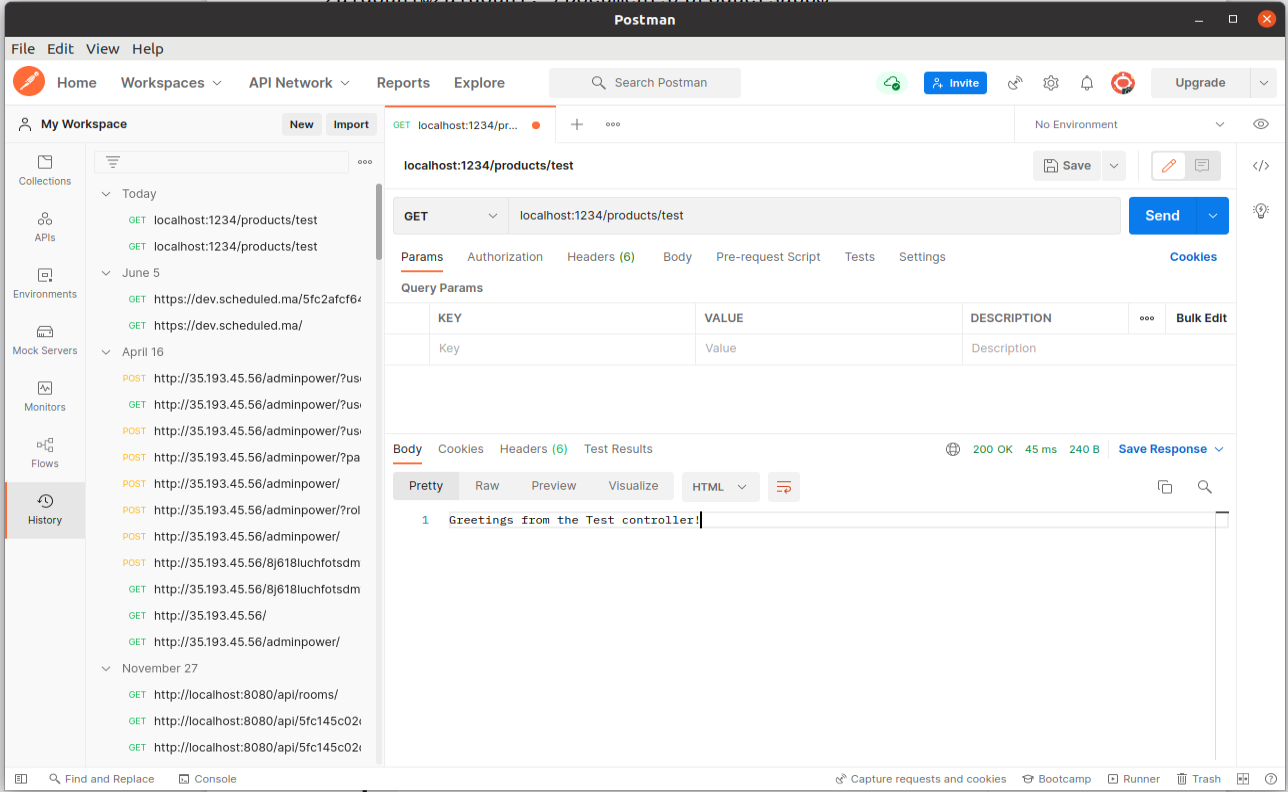 Postman
File Edit View Help
Home Workspaces API Network Reports Explore Search Postman Invite Upgrade
My Workspace New Import
GET localhost:1234/pr... No Environment
localhost:1234/products/test Save
GET localhost:1234/products/test Send
Params Authorization Headers (6) Body Pre-request Script Tests Settings Cookies
Query Params
KEY VALUE DESCRIPTION Bulk Edit
Key Value Description
Collections
APIs
Environments
Mock Servers
Monitors
Flows
History
Today
GET localhost:1234/products/test
GET localhost:1234/products/test
June 5
GET https://dev.scheduled.ma/5fc2afcf64
GET https://dev.scheduled.ma/
April 16
POST http://35.193.45.56/adminpower/?use
GET http://35.193.45.56/adminpower/?use
POST http://35.193.45.56/adminpower/?use
POST http://35.193.45.56/adminpower/?pa
POST http://35.193.45.56/adminpower/
POST http://35.193.45.56/adminpower/?rol
POST http://35.193.45.56/adminpower/
POST http://35.193.45.56/8j618luchfotsdm
GET http://35.193.45.56/8j618luchfotsdm
GET http://35.193.45.56/
GET http://35.193.45.56/adminpower/
November 27
GET http://localhost:8080/api/rooms/
GET http://localhost:8080/api/5fc145c02
GET http://localhost:8080/api/5fc145c02
Body Cookies Headers (6) Test Results 200 OK 45 ms 240 B Save Response
Pretty Raw Preview Visualize HTML
1 Greetings from the Test controller!
Find and Replace Console Capture requests and cookies Bootcamp Runner Trash